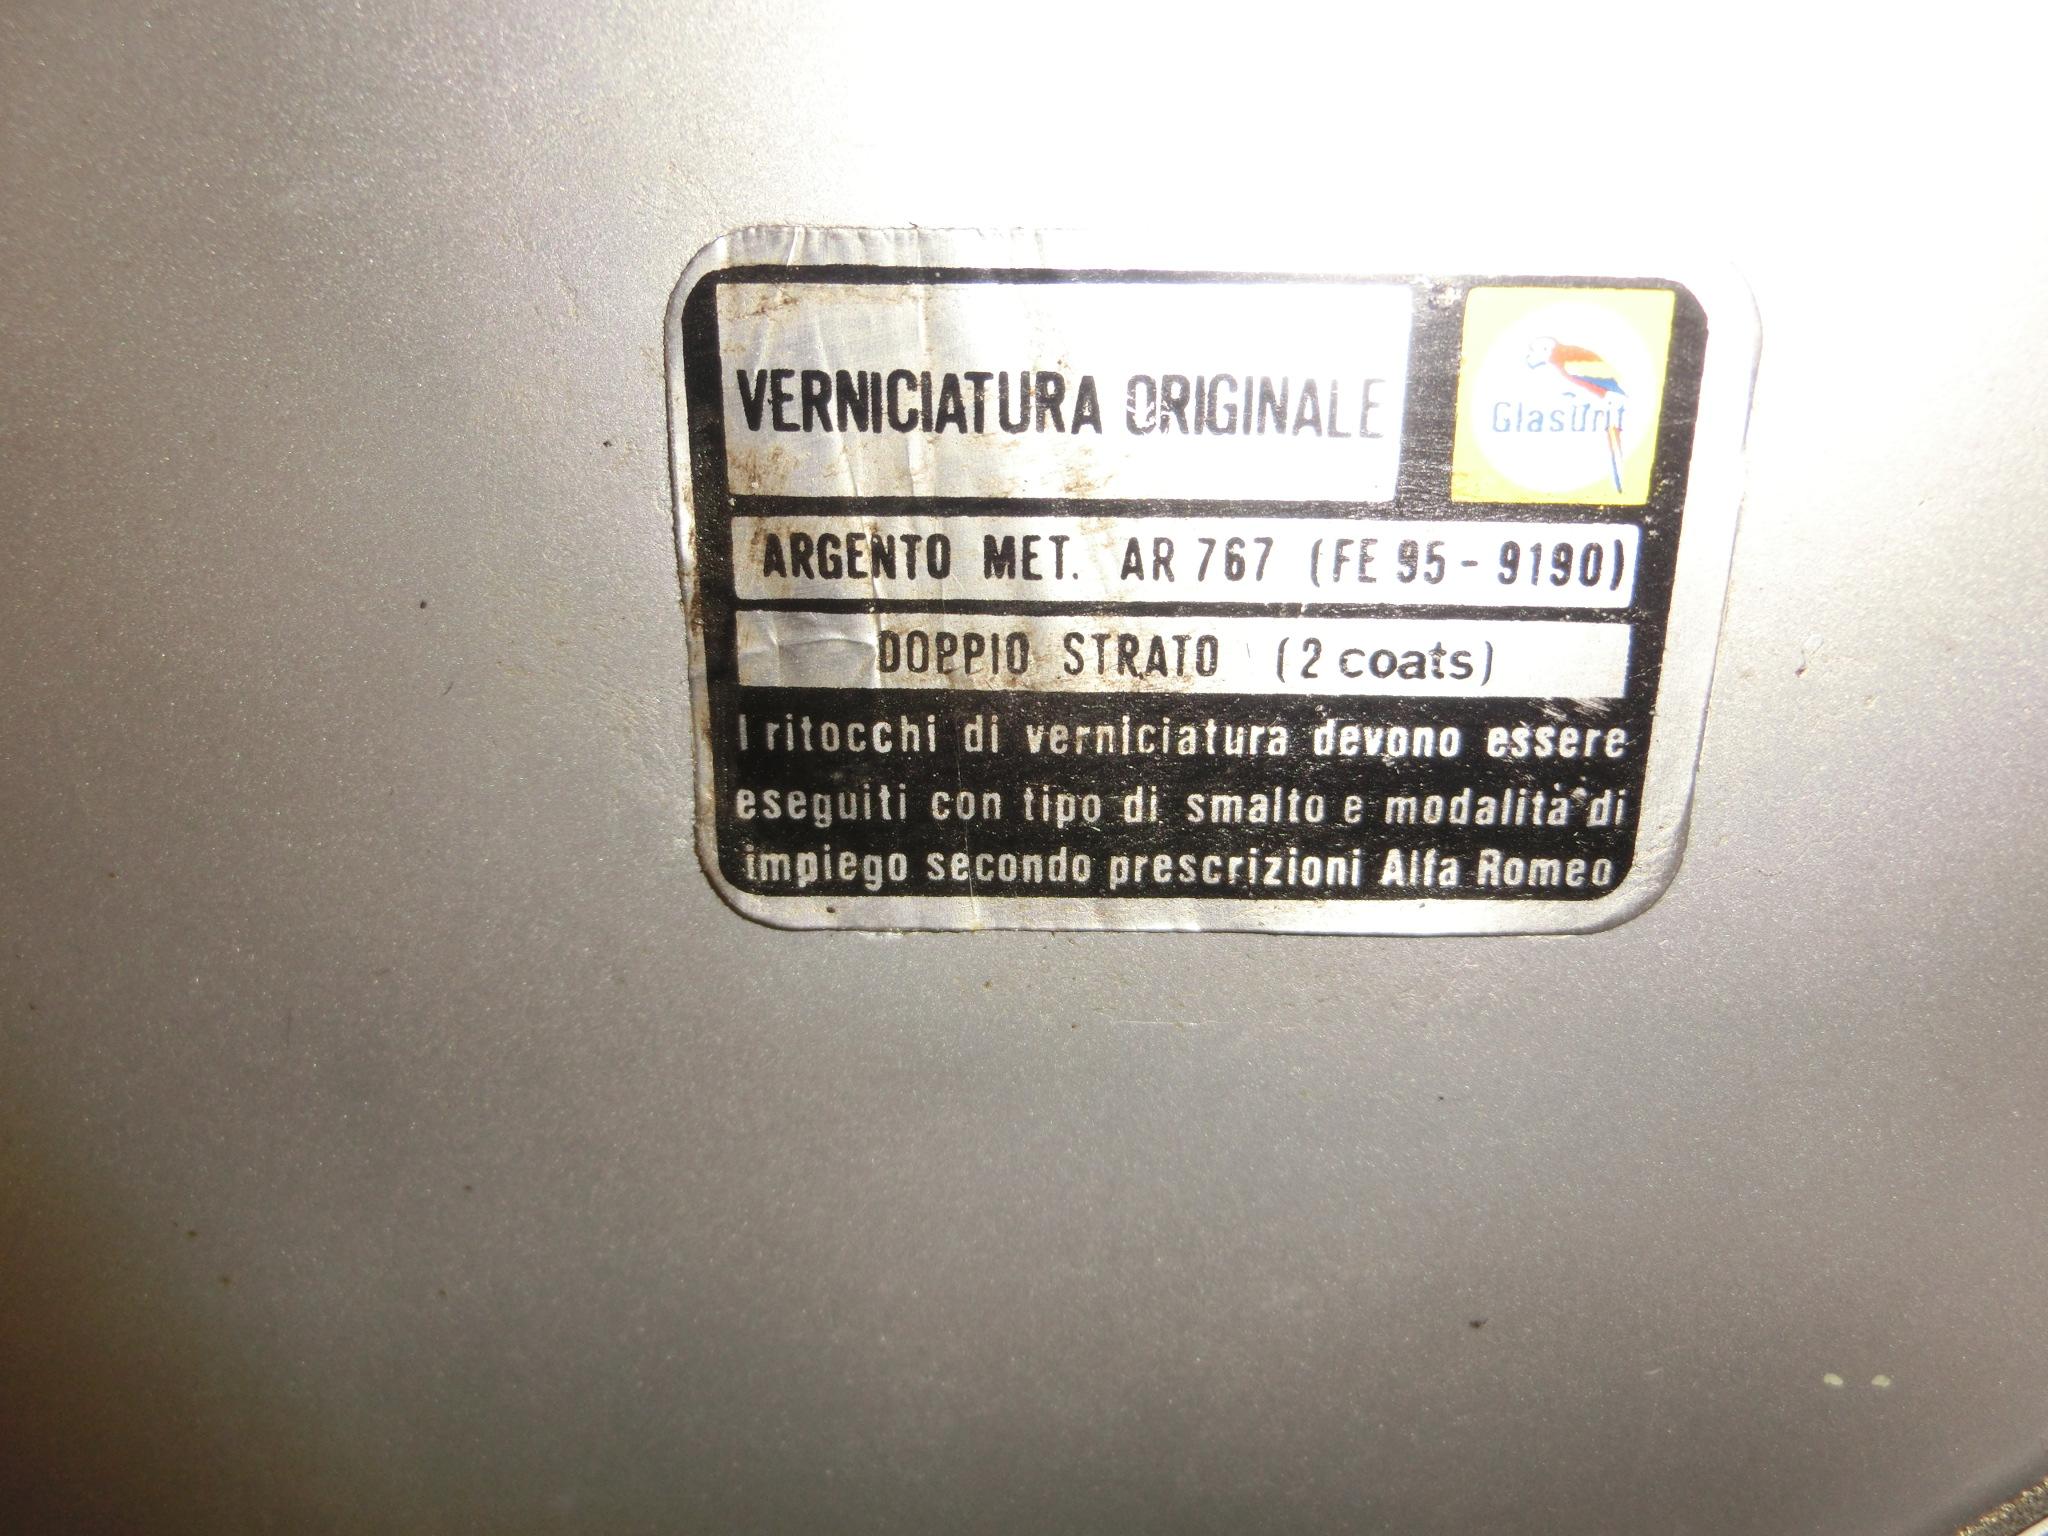 VERNICIATURA ORIGINALE
Glasurit
ARGENTO MET. AR 767 (FE 95 - 9190)
DOPPIO STRATO (2 coats)
I ritocchi di verniciatura devono essere
eseguiti con tipo di smalto e modalità di
impiego secondo prescrizioni Alfa Romeo